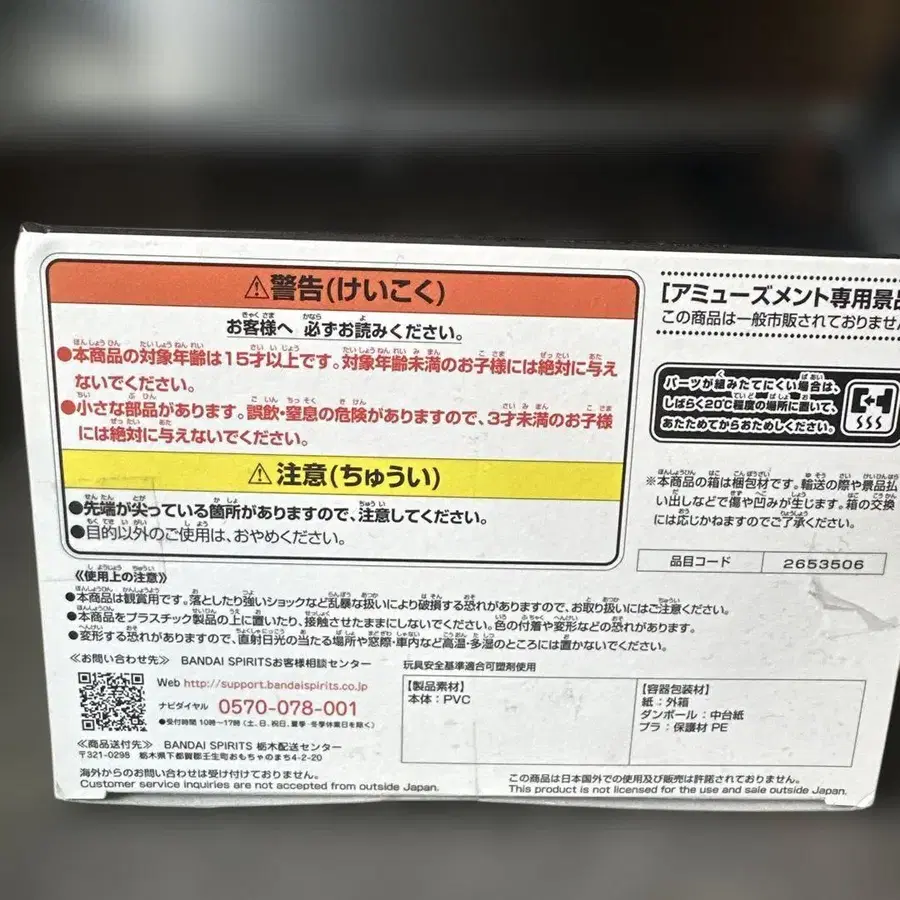 ⚠警告(けいこく)
お客様へ 必ずお読みください。
●本商品の対象年齢は15才以上です。対象年齢未満のお子様には絶対に与え
ないでください。
●小さな部品があります。誤飲・窒息の危険がありますので、3才未満のお子様
には絶対に与えないでください。
⚠注意(ちゅうい)
●先端が尖っている箇所がありますので、注意してください。
●目的以外のご使用は、おやめください。
[アミューズメント専用景品
この商品は一般市販されておりません
パーツが組みたてにくい場合は、
しばらく20℃程度の場所に置いて、
あたためてからおためしください。
※本商品の箱は梱包材です。輸送の際や景品払
い出しなどで傷や凹みが生じます。箱の交換
には応じかねますのでご了承ください。
品目コード 2653506
《使用上の注意》
●本商品は観賞用です。落としたり強いショックなど乱暴な扱いにより破損する恐れがありますので、お取り扱いにはご注意ください。
●本商品をプラスチック製品の上に置いたり、接触させたままにしないでください。色の付着や変形などの恐れがあります。
●変形する恐れがありますので、直射日光の当たる場所や窓際・車内など高温・多湿のところには置かないでください。
≪お問い合わせ先≫ BANDAI SPIRITSお客様相談センター
Web http://support.bandaispirits.co.jp
ナビダイヤル 0570-078-001
●受付時間 10時〜17時(土、日、祝日、夏季・冬季休業日を除く)
≪商品送付先≫ BANDAI SPIRITS 栃木配送センター
〒321-0298 栃木県下都賀郡壬生町おもちゃのまち4-2-20
海外からのお問い合わせは受け付けておりません。
Customer service inquiries are not accepted from outside Japan.
玩具安全基準適合可塑剤使用
【製品素材】
本体:PVC
【容器包装材】
紙:外箱
ダンボール:中台紙
プラ:保護材 PE
この商品は日本国外での使用及び販売は許諾されておりません。
This product is not licensed for the use and sale outside Japan.